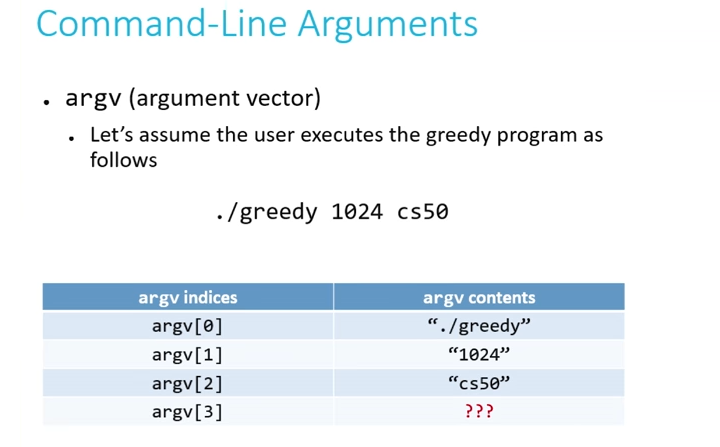 Command-Line Arguments
• argv (argument vector)
• Let’s assume the user executes the greedy program as
follows
./greedy 1024 cs50
argv indices argv contents
argv[0] “./greedy”
argv[1] “1024”
argv[2] “cs50”
argv[3] ???